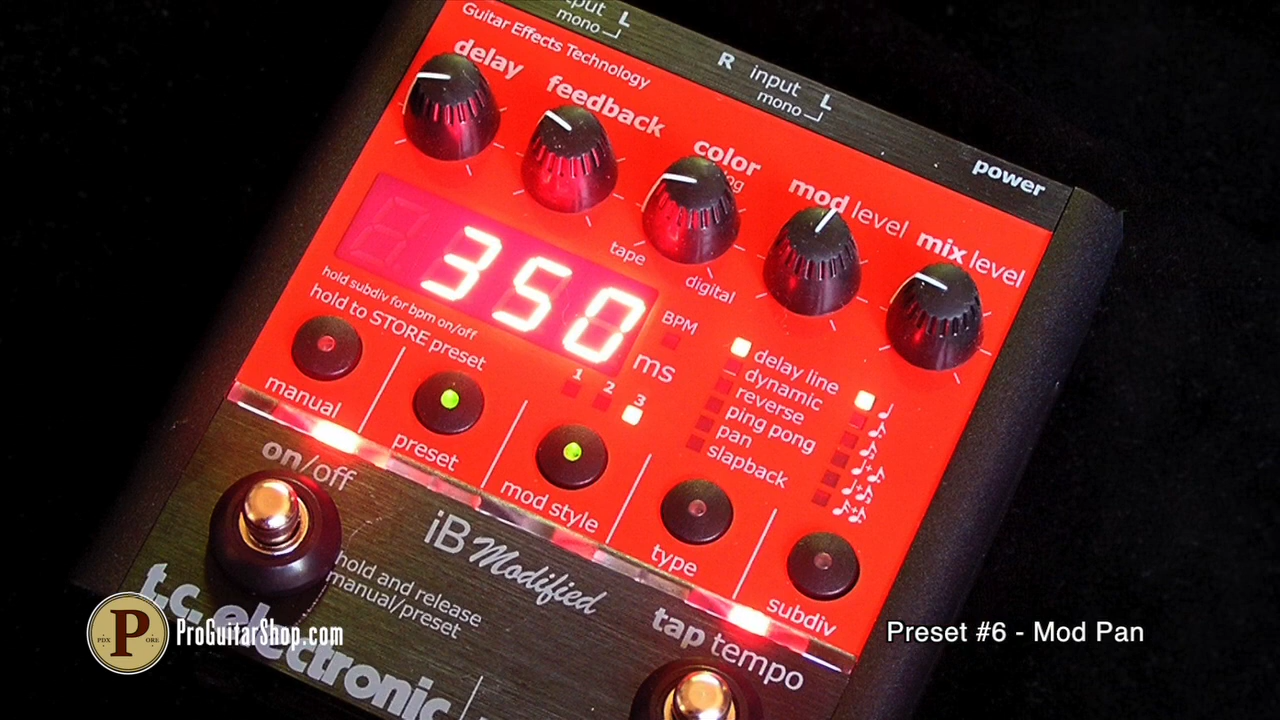 mono L
R input
mono L
Guitar Effects Technology
power
delay
feedback
color
mod level
mix level
tape
digital
350
BPM
ms
hold subdiv for bpm on/off
hold to STORE preset
1 2 3
delay line
dynamic
reverse
ping pong
pan
slapback
manual
preset
mod style
type
subdiv
on/off
iB Modified
hold and release
manual/preset
tap tempo
t.c. electronic
P
PDX ORE
ProGuitarShop.com
Preset #6 - Mod Pan